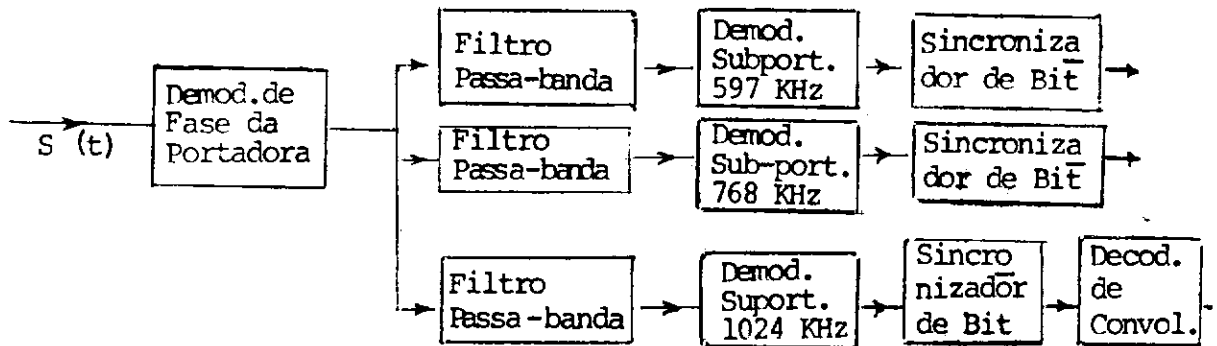 S (t)
Demod.de
Fase da
Portadora
Filtro
Passa-banda
Demod.
Subport.
597 KHz
Sincroniza
dor de Bit
Filtro
Passa-banda
Demod.
Sub-port.
768 KHz
Sincroniza
dor de Bit
Filtro
Passa-banda
Demod.
Suport.
1024 KHz
Sincro
nizador
de Bit
Decod.
de
Convol.